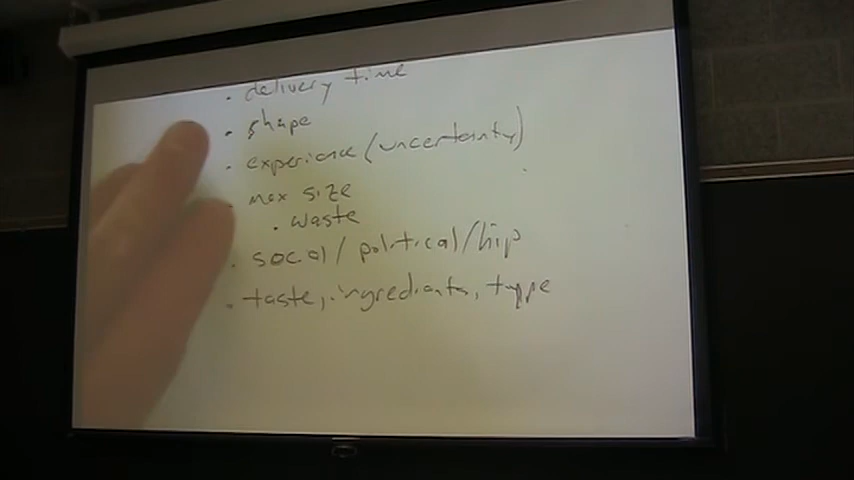 . delivery time
. shape
. experience (uncertainty)
. max size
. waste
. social / political / hip
. taste, ingredients, type